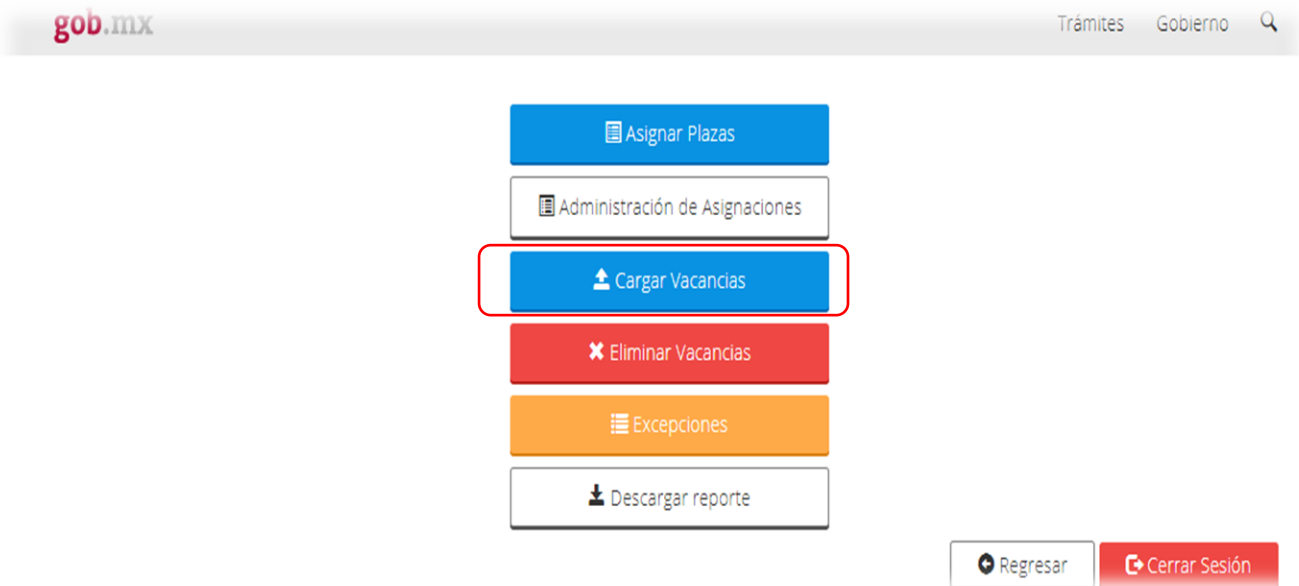 gob.mx
Trámites Gobierno
Asignar Plazas
Administración de Asignaciones
Cargar Vacancias
Eliminar Vacancias
Excepciones
Descargar reporte
Regresar Cerrar Sesión